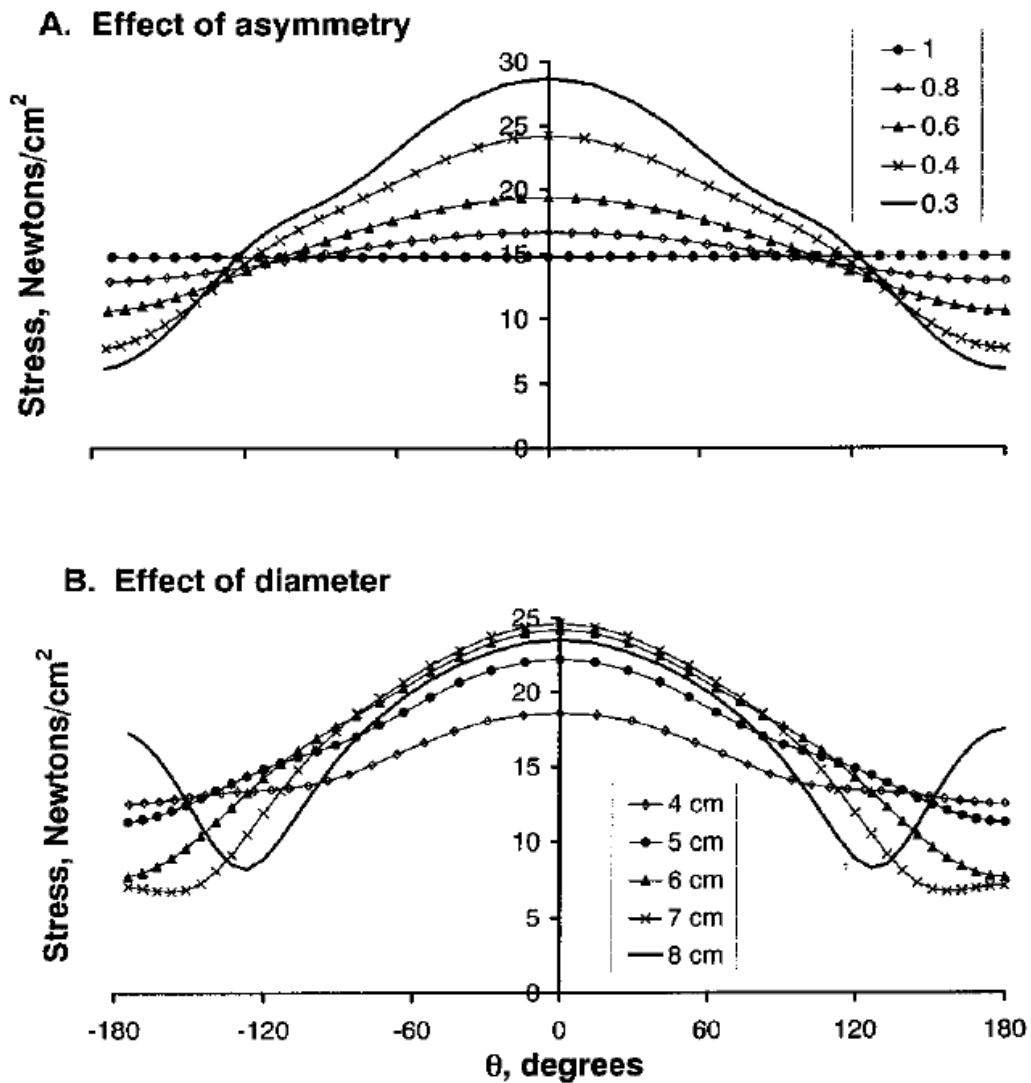 A. Effect of asymmetry
1
0.8
0.6
0.4
0.3
Stress, Newtons/cm²
30
25
20
15
10
5
0
B. Effect of diameter
4 cm
5 cm
6 cm
7 cm
8 cm
Stress, Newtons/cm²
25
20
15
10
5
0
-180 -120 -60 0 60 120 180
θ, degrees